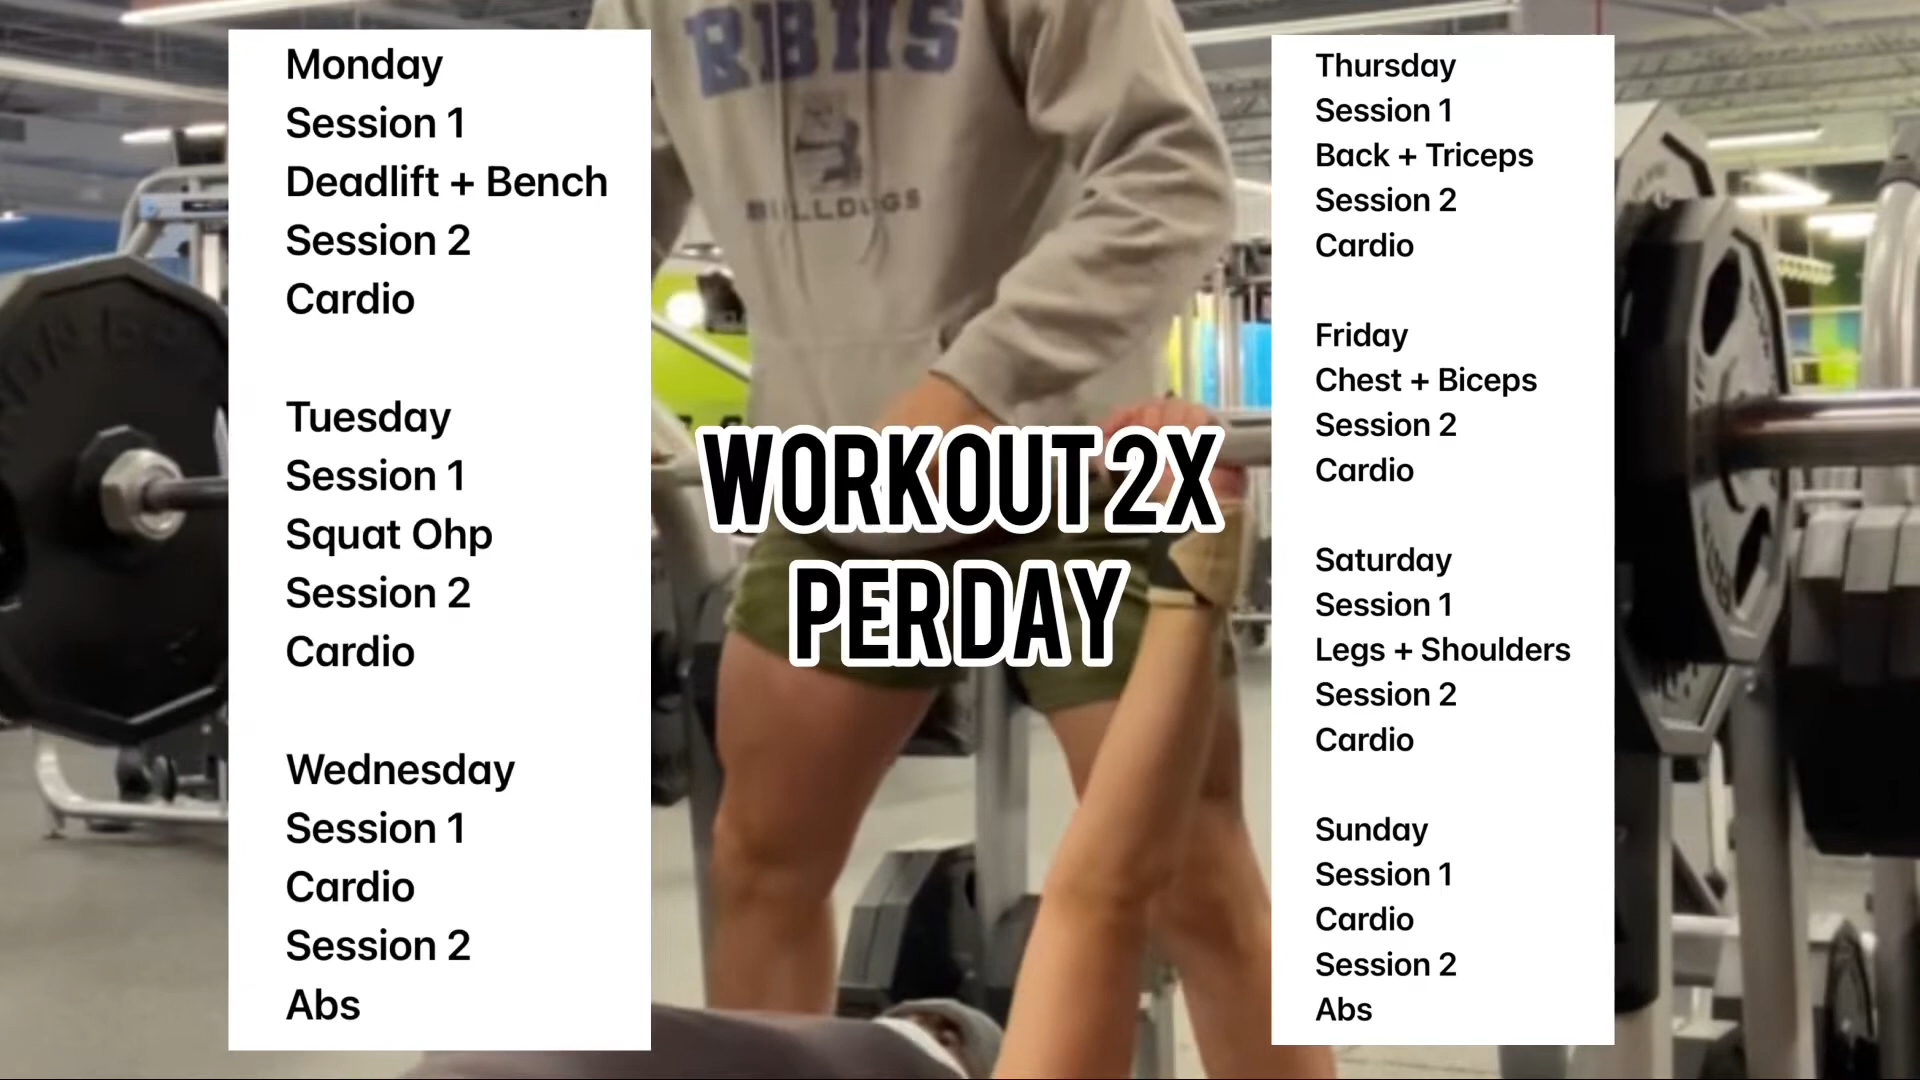 Monday
Session 1
Deadlift + Bench
Session 2
Cardio
Tuesday
Session 1
Squat Ohp
Session 2
Cardio
Wednesday
Session 1
Cardio
Session 2
Abs
RBHS
BULLDOGS
WORKOUT 2X
PER DAY
Thursday
Session 1
Back + Triceps
Session 2
Cardio
Friday
Chest + Biceps
Session 2
Cardio
Saturday
Session 1
Legs + Shoulders
Session 2
Cardio
Sunday
Session 1
Cardio
Session 2
Abs